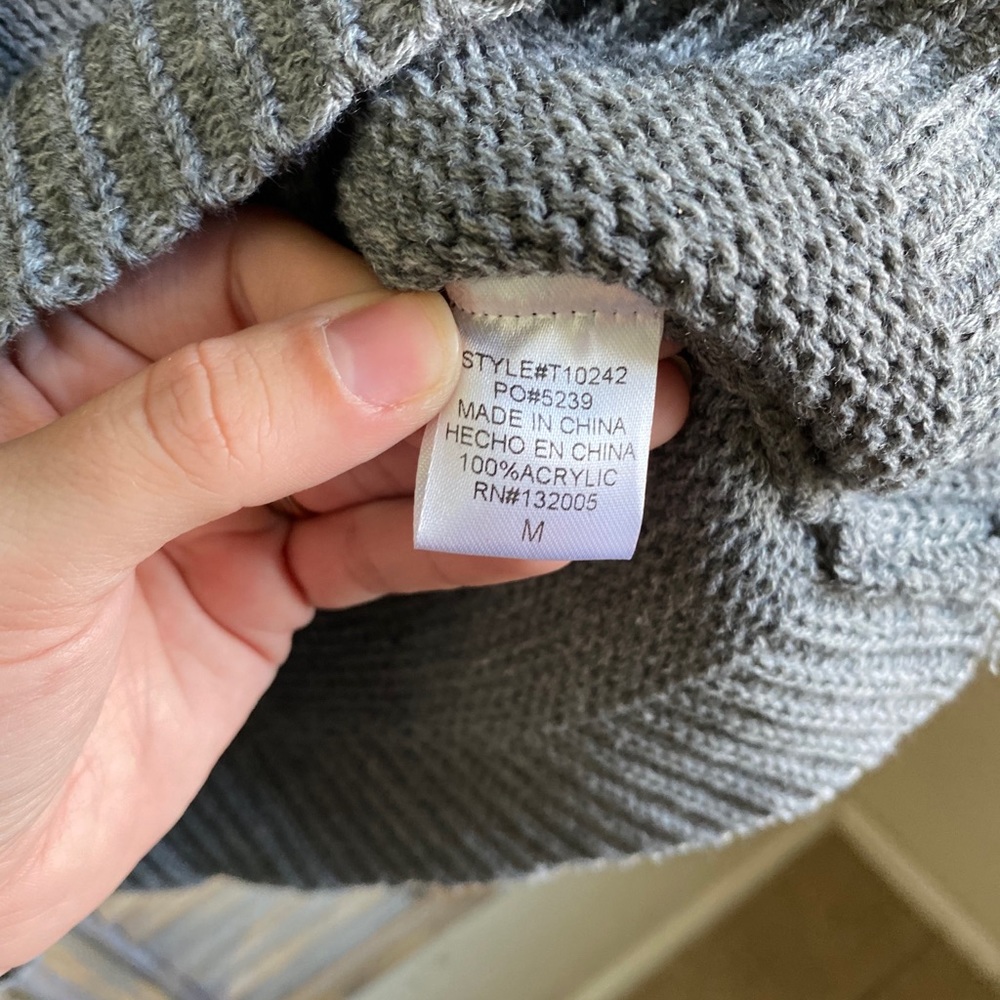 STYLE#T10242
PO#5239
MADE IN CHINA
HECHO EN CHINA
100%ACRYLIC
RN#132005
M